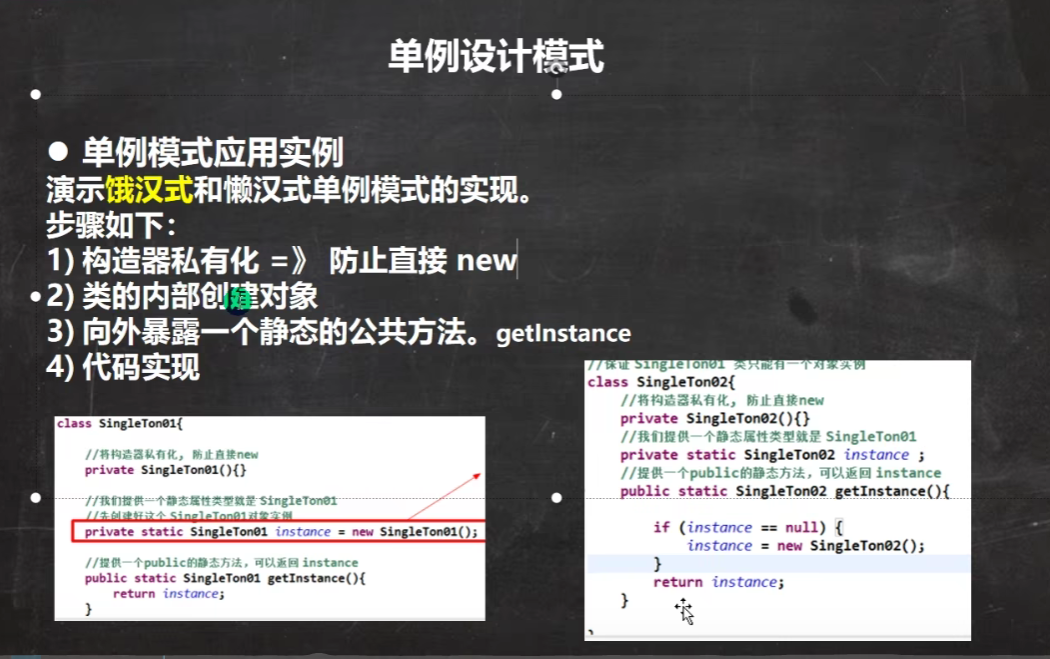 单例设计模式
● 单例模式应用实例
演示饿汉式和懒汉式单例模式的实现。
步骤如下：
1) 构造器私有化 =》 防止直接 new
2) 类的内部创建对象
3) 向外暴露一个静态的公共方法。getInstance
4) 代码实现
class SingleTon01{
//将构造器私有化, 防止直接new
private SingleTon01(){}
//我们提供一个静态属性类型就是 SingleTon01
//先创建好这个 SingleTon01对象实例
private static SingleTon01 instance = new SingleTon01();
//提供一个public的静态方法，可以返回 instance
public static SingleTon01 getInstance(){
return instance;
}
//保证 SingleTon01 类只能有一个对象实例
class SingleTon02{
//将构造器私有化, 防止直接new
private SingleTon02(){}
//我们提供一个静态属性类型就是 SingleTon01
private static SingleTon02 instance ;
//提供一个public的静态方法，可以返回 instance
public static SingleTon02 getInstance(){
if (instance == null) {
instance = new SingleTon02();
}
return instance;
}
}